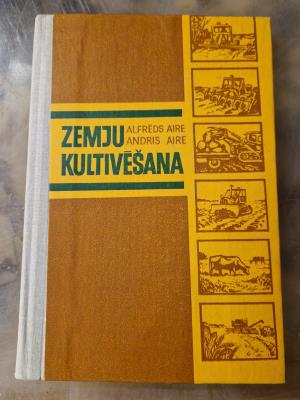 ALFRĒDS AIRE
ANDRIS AIRE
ZEMJU
KULTIVĒŠANA